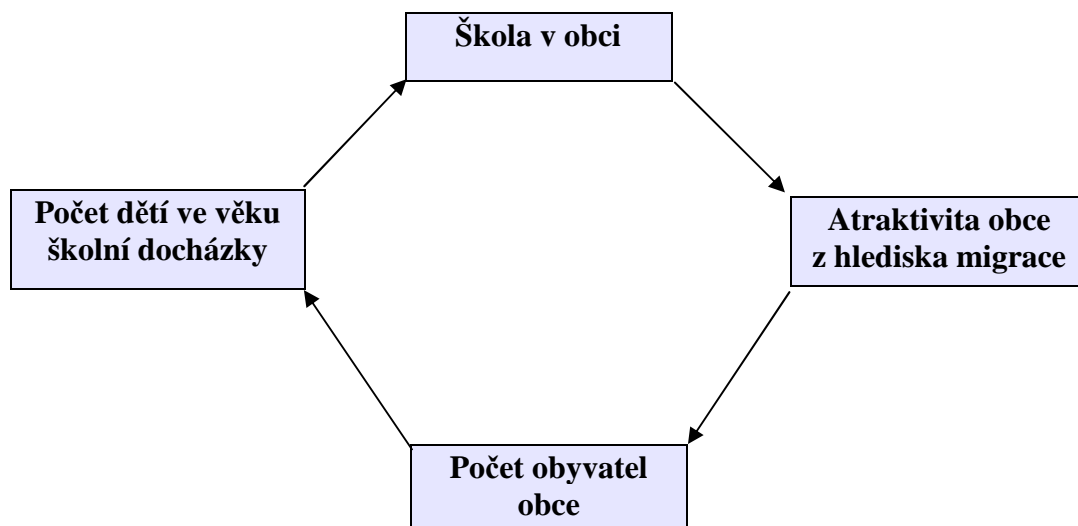 Škola v obci
Počet dětí ve věku
školní docházky
Atraktivita obce
z hlediska migrace
Počet obyvatel
obce